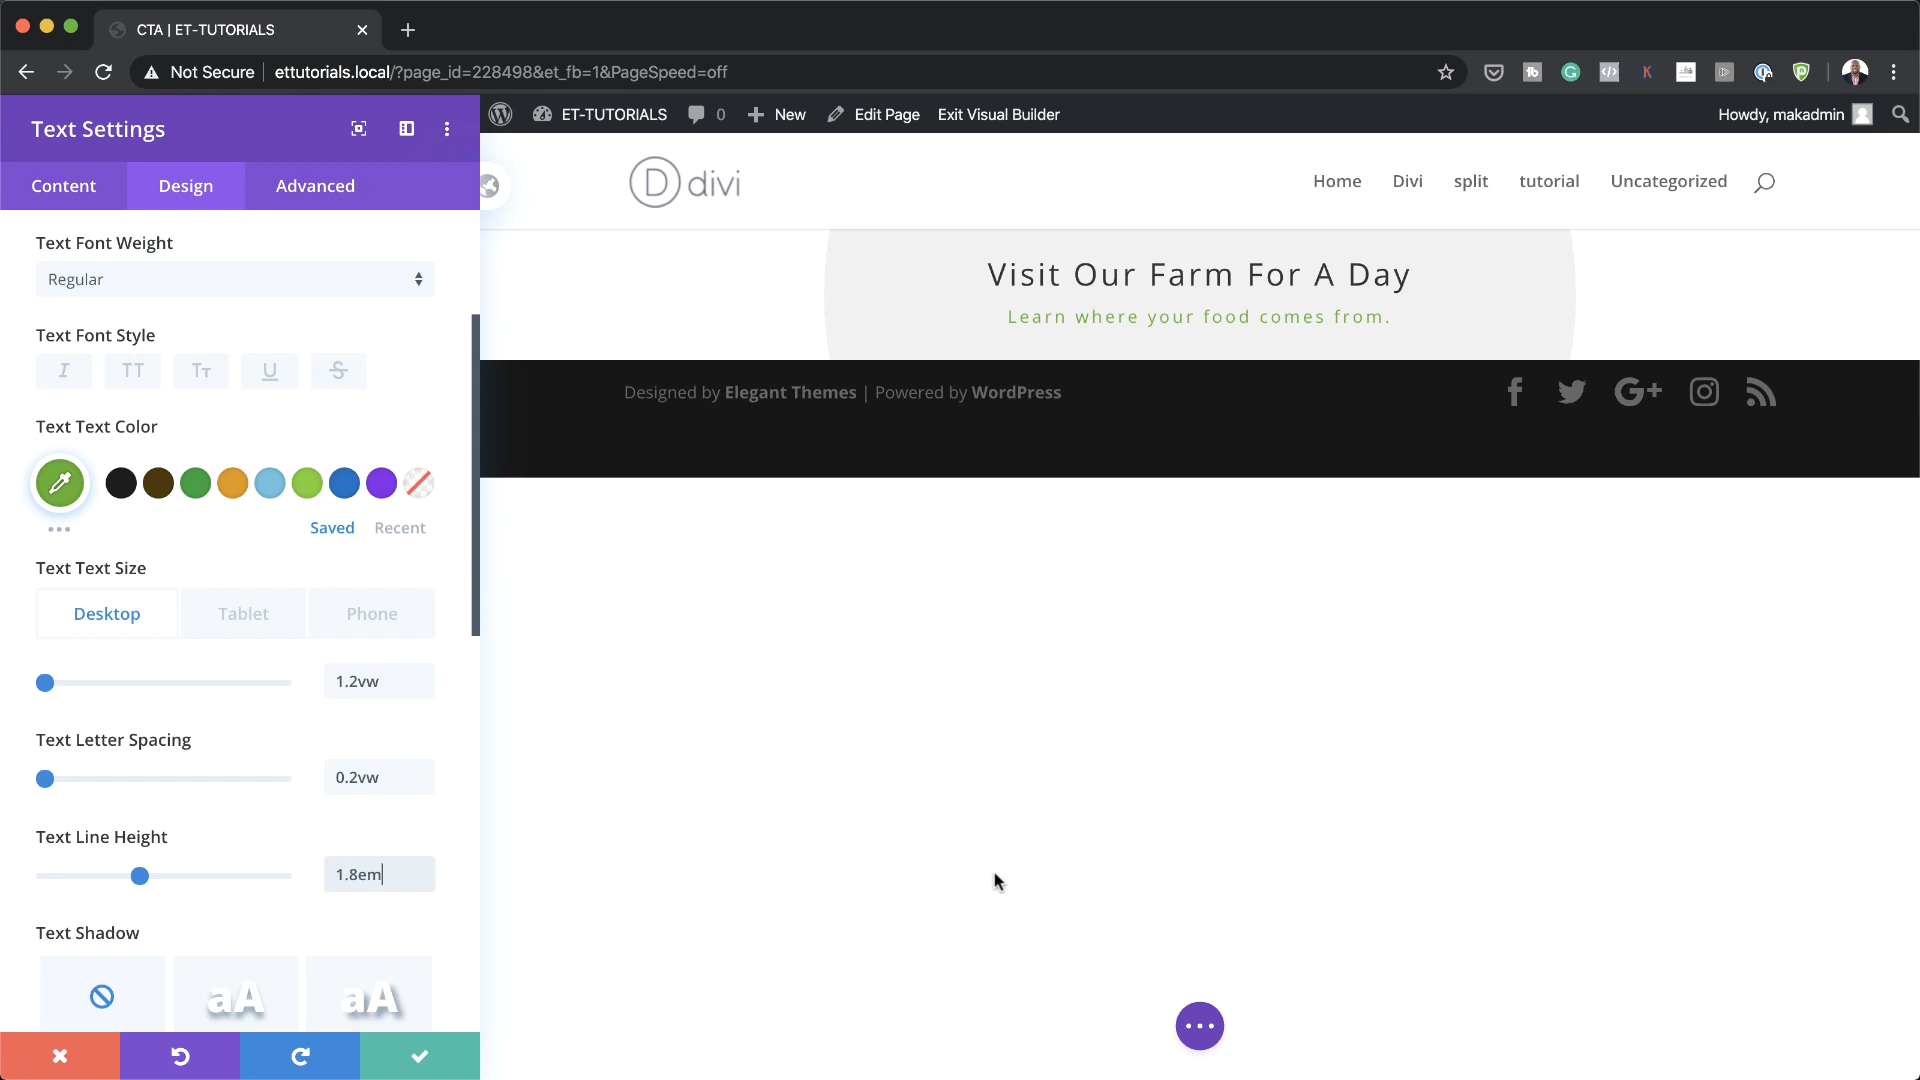 CTA | ET-TUTORIALS
Not Secure ettutorials.local/?page_id=228498&et_fb=1&PageSpeed=off
ET-TUTORIALS 0 New Edit Page Exit Visual Builder Howdy, makadmin
Text Settings
Content Design Advanced
D divi
Home Divi split tutorial Uncategorized
Text Font Weight
Regular
Visit Our Farm For A Day
Learn where your food comes from.
Text Font Style
I TT Tт U S
Designed by Elegant Themes | Powered by WordPress
Text Text Color
Saved Recent
Text Text Size
Desktop Tablet Phone
1.2vw
Text Letter Spacing
0.2vw
Text Line Height
1.8em
Text Shadow
aA aA